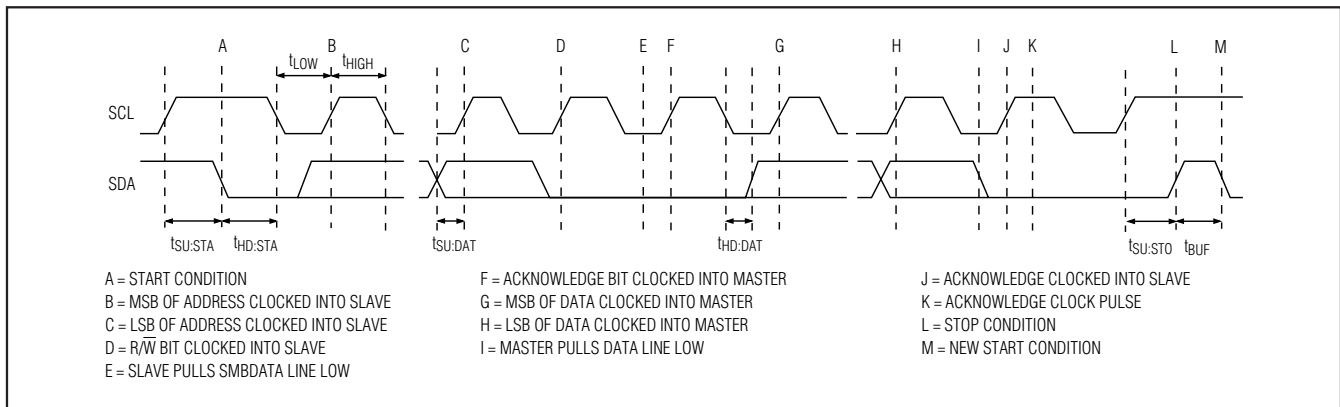 A B C D E F G H I J K L M
tLOW tHIGH
SCL
SDA
tSU:STA tHD:STA tSU:DAT tHD:DAT tSU:STO tBUF
A = START CONDITION
B = MSB OF ADDRESS CLOCKED INTO SLAVE
C = LSB OF ADDRESS CLOCKED INTO SLAVE
D = R/W̅ BIT CLOCKED INTO SLAVE
E = SLAVE PULLS SMBDATA LINE LOW
F = ACKNOWLEDGE BIT CLOCKED INTO MASTER
G = MSB OF DATA CLOCKED INTO MASTER
H = LSB OF DATA CLOCKED INTO MASTER
I = MASTER PULLS DATA LINE LOW
J = ACKNOWLEDGE CLOCKED INTO SLAVE
K = ACKNOWLEDGE CLOCK PULSE
L = STOP CONDITION
M = NEW START CONDITION